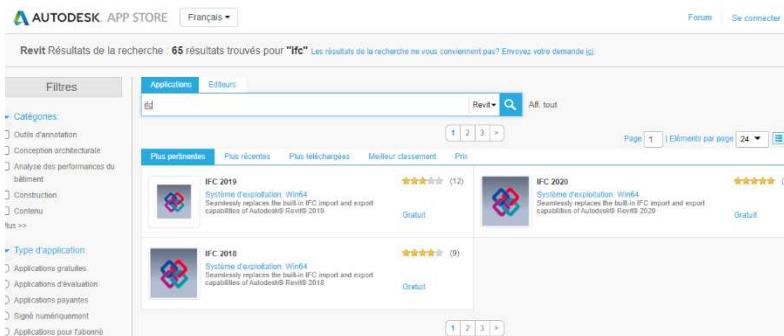 AUTODESK. APP STORE Français
Forum Se connecter
Revit Résultats de la recherche : 65 résultats trouvés pour "ifc" Les résultats de la recherche ne vous conviennent pas? Envoyez votre demande ici.
Filtres
Catégories:
Outils d'annotation
Conception architecturale
Analyse des performances du
bâtiment
Construction
Contenu
Plus >>
Type d'application
Applications gratuites
Applications d'évaluation
Applications payantes
Signé numériquement
Applications pour l'abonné
Applications Editeurs
ifc Revit Aff. tout
1 2 3 >
Page 1 | Eléments par page 24
Plus pertinentes Plus récentes Plus téléchargées Meilleur classement Prix
IFC 2019 (12)
Système d'exploitation: Win64
Seamlessly replaces the built-in IFC import and export
capabilities of Autodesk® Revit® 2019
Gratuit
IFC 2020
Système d'exploitation: Win64
Seamlessly replaces the built-in IFC import and export
capabilities of Autodesk® Revit® 2020
Gratuit
IFC 2018 (9)
Système d'exploitation: Win64
Seamlessly replaces the built-in IFC import and export
capabilities of Autodesk® Revit® 2018
Gratuit
1 2 3 >